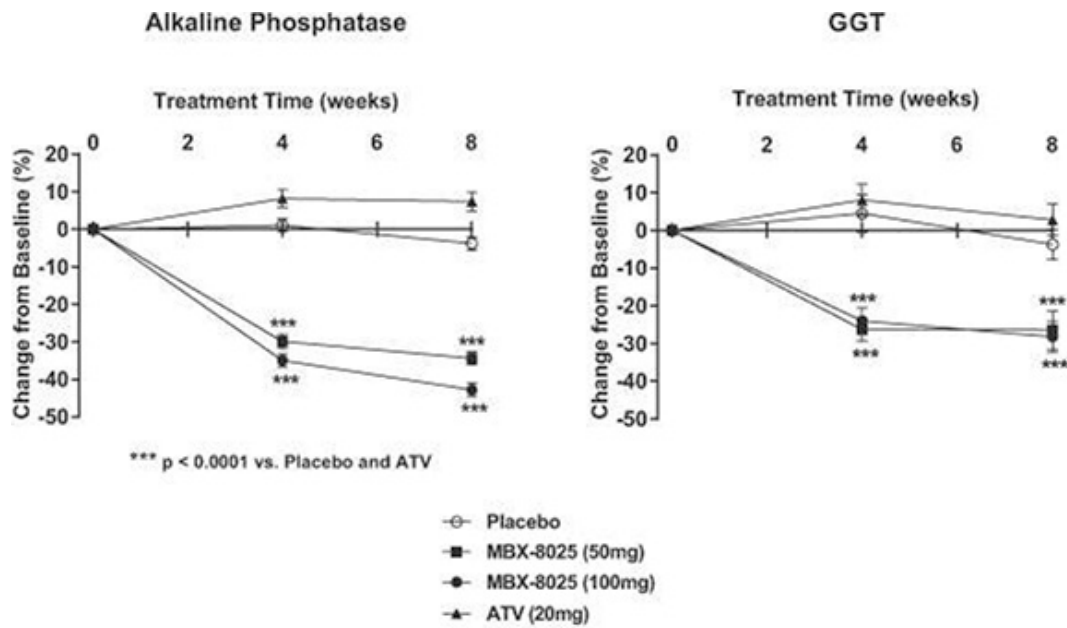 Alkaline Phosphatase
Treatment Time (weeks)
0 2 4 6 8
Change from Baseline (%)
20
10
0
-10
-20
-30
-40
-50
***
***
***
***
*** p < 0.0001 vs. Placebo and ATV
GGT
Treatment Time (weeks)
0 2 4 6 8
Change from Baseline (%)
20
10
0
-10
-20
-30
-40
-50
***
***
***
***
Placebo
MBX-8025 (50mg)
MBX-8025 (100mg)
ATV (20mg)